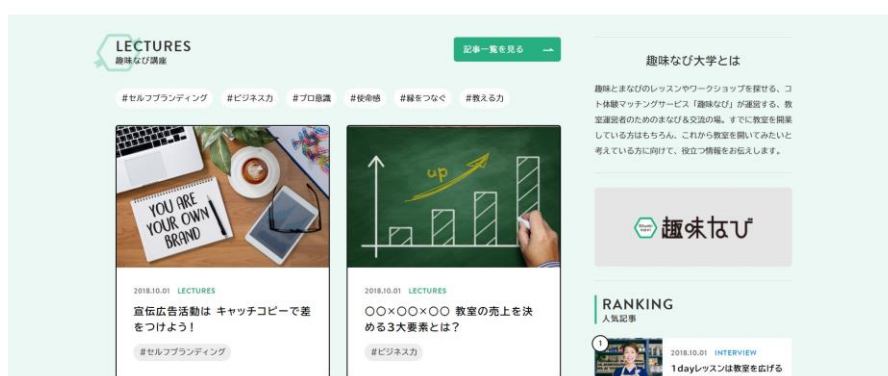 LECTURES
趣味なび講座
記事一覧を見る
#セルフブランディング #ビジネス力 #プロ意識 #使命感 #縁をつなぐ #教える力
YOU ARE
YOUR OWN
BRAND
2018.10.01 LECTURES
宣伝広告活動は キャッチコピーで差
をつけよう!
#セルフブランディング
up
2018.10.01 LECTURES
〇〇×〇〇×〇〇 教室の売上を決
める3大要素とは?
#ビジネス力
趣味なび大学とは
趣味とまなびのレッスンやワークショップを探せる、コ
ト体験マッチングサービス「趣味なび」が運営する、教
室運営者のためのまなび&交流の場。すでに教室を開業
している方はもちろん、これから教室を開いてみたいと
考えている方に向けて、役立つ情報をお伝えします。
趣味なび
RANKING
人気記事
1
2018.10.01 INTERVIEW
1dayレッスンは教室を広げる